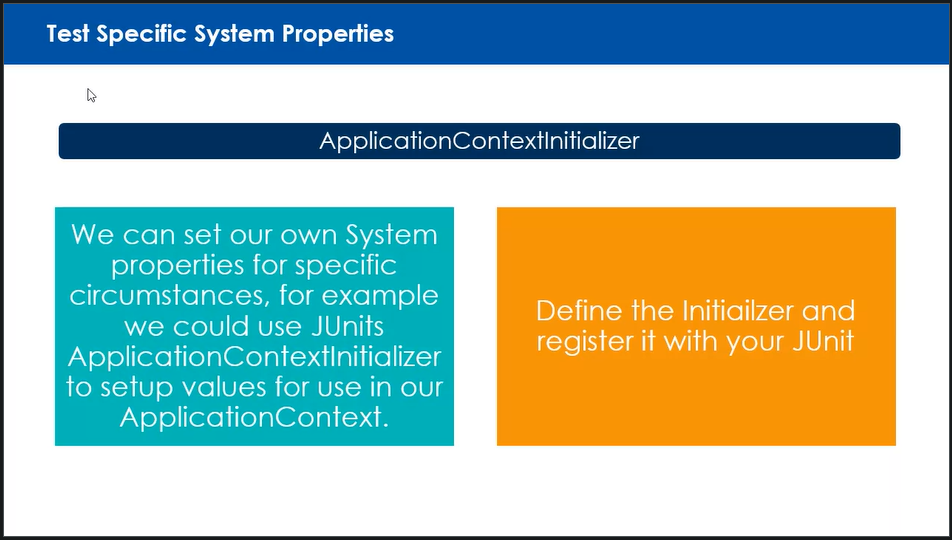 Test Specific System Properties
ApplicationContextInitializer
We can set our own System
properties for specific
circumstances, for example
we could use JUnits
ApplicationContextInitializer
to setup values for use in our
ApplicationContext.
Define the Initiailzer and
register it with your JUnit